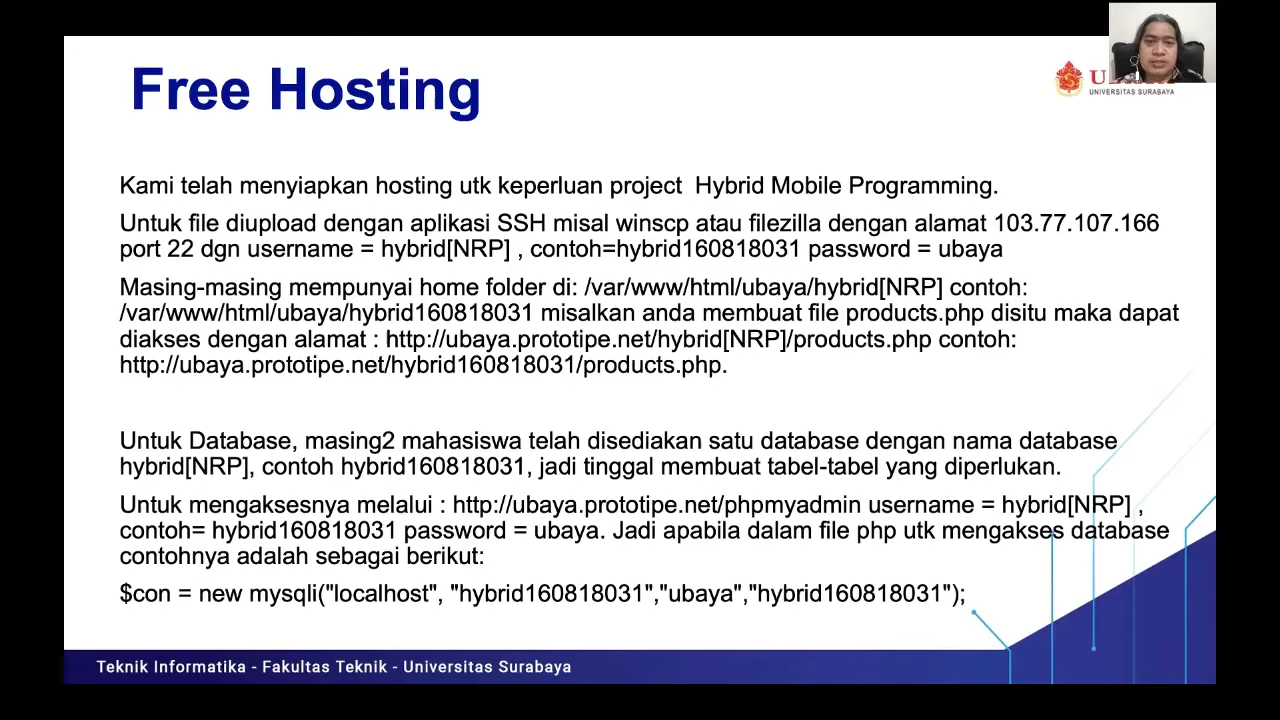 Free Hosting
U
UNIVERSITAS SURABAYA
Kami telah menyiapkan hosting utk keperluan project  Hybrid Mobile Programming.
Untuk file diupload dengan aplikasi SSH misal winscp atau filezilla dengan alamat 103.77.107.166
port 22 dgn username = hybrid[NRP] , contoh=hybrid160818031 password = ubaya
Masing-masing mempunyai home folder di: /var/www/html/ubaya/hybrid[NRP] contoh:
/var/www/html/ubaya/hybrid160818031 misalkan anda membuat file products.php disitu maka dapat
diakses dengan alamat : http://ubaya.prototipe.net/hybrid[NRP]/products.php contoh:
http://ubaya.prototipe.net/hybrid160818031/products.php.
Untuk Database, masing2 mahasiswa telah disediakan satu database dengan nama database
hybrid[NRP], contoh hybrid160818031, jadi tinggal membuat tabel-tabel yang diperlukan.
Untuk mengaksesnya melalui : http://ubaya.prototipe.net/phpmyadmin username = hybrid[NRP] ,
contoh= hybrid160818031 password = ubaya. Jadi apabila dalam file php utk mengakses database
contohnya adalah sebagai berikut:
$con = new mysqli("localhost", "hybrid160818031","ubaya","hybrid160818031");
Teknik Informatika - Fakultas Teknik - Universitas Surabaya